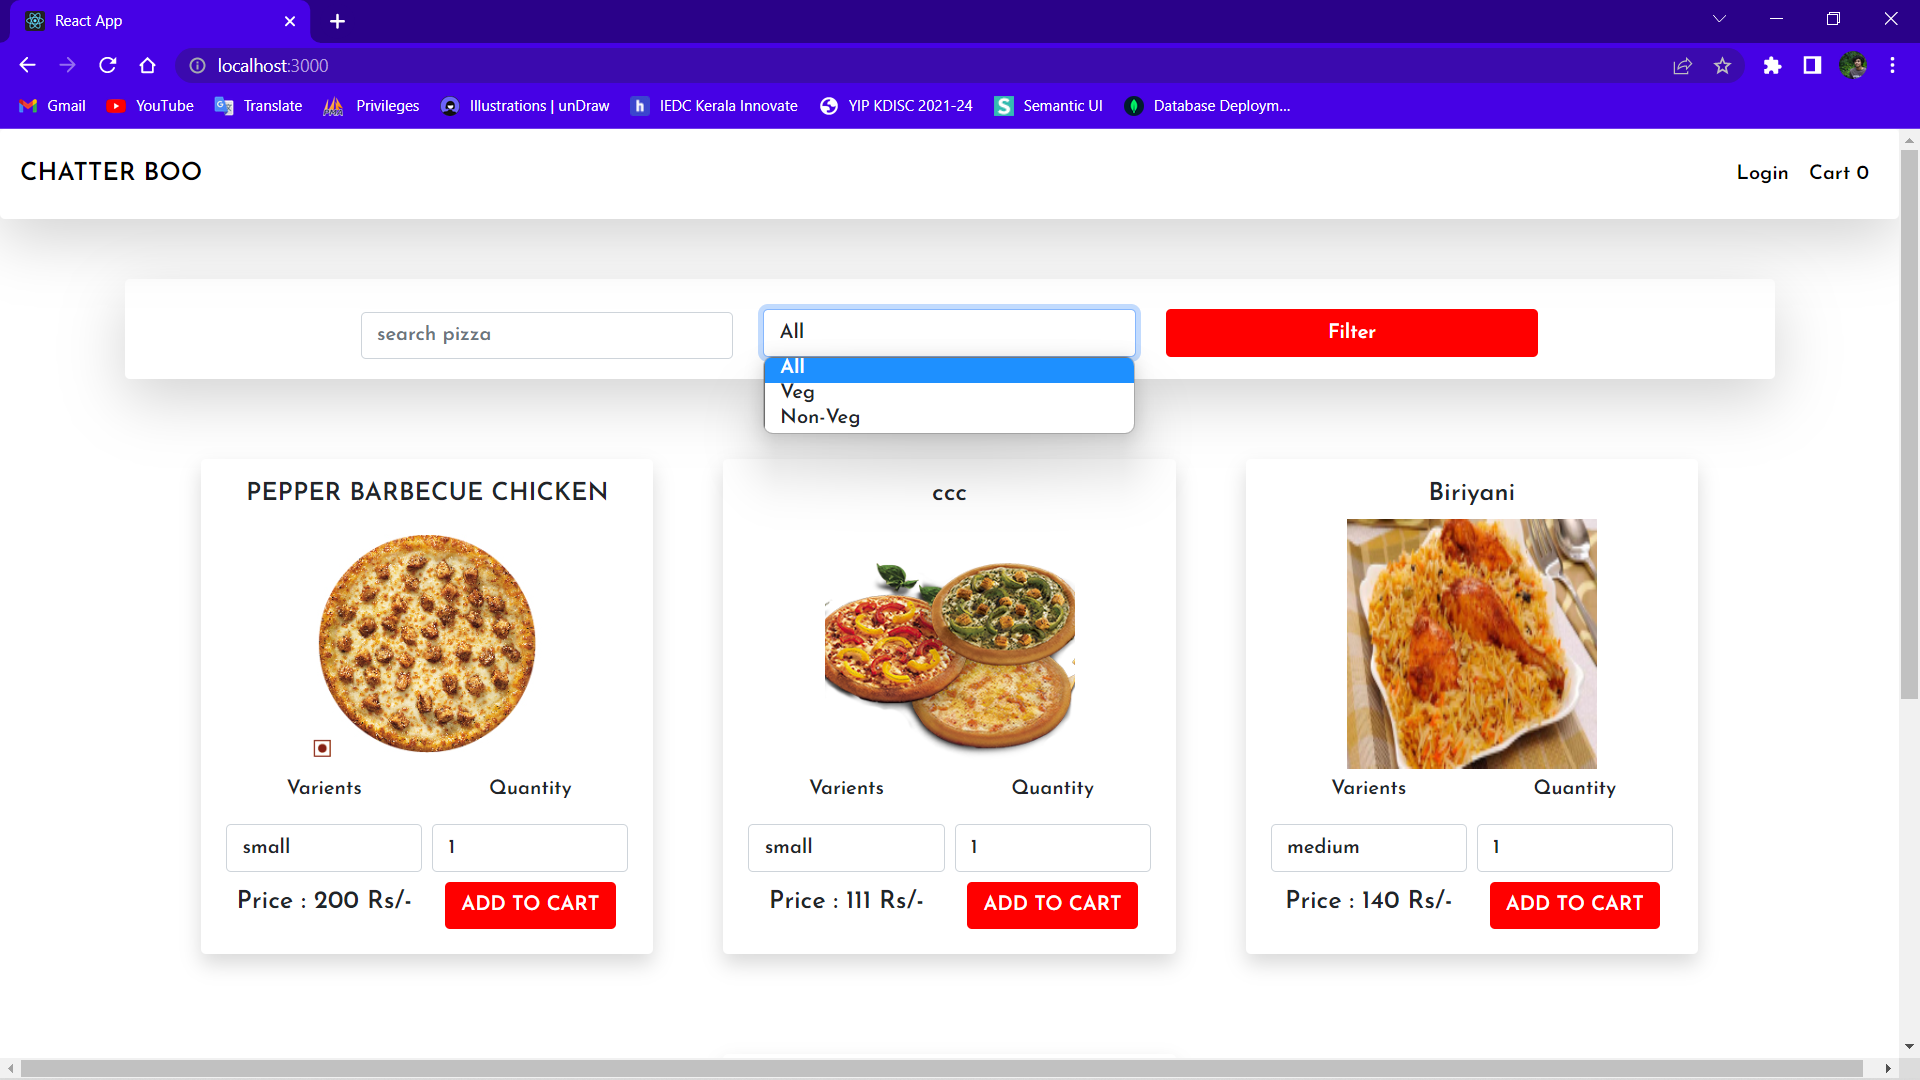 React App
localhost:3000
Gmail YouTube Translate Privileges Illustrations | unDraw IEDC Kerala Innovate YIP KDISC 2021-24 Semantic UI Database Deploym...
CHATTER BOO Login Cart 0
search pizza All Filter
All
Veg
Non-Veg
PEPPER BARBECUE CHICKEN
Varients Quantity
small 1
Price : 200 Rs/- ADD TO CART
ccc
Varients Quantity
small 1
Price : 111 Rs/- ADD TO CART
Biriyani
Varients Quantity
medium 1
Price : 140 Rs/- ADD TO CART